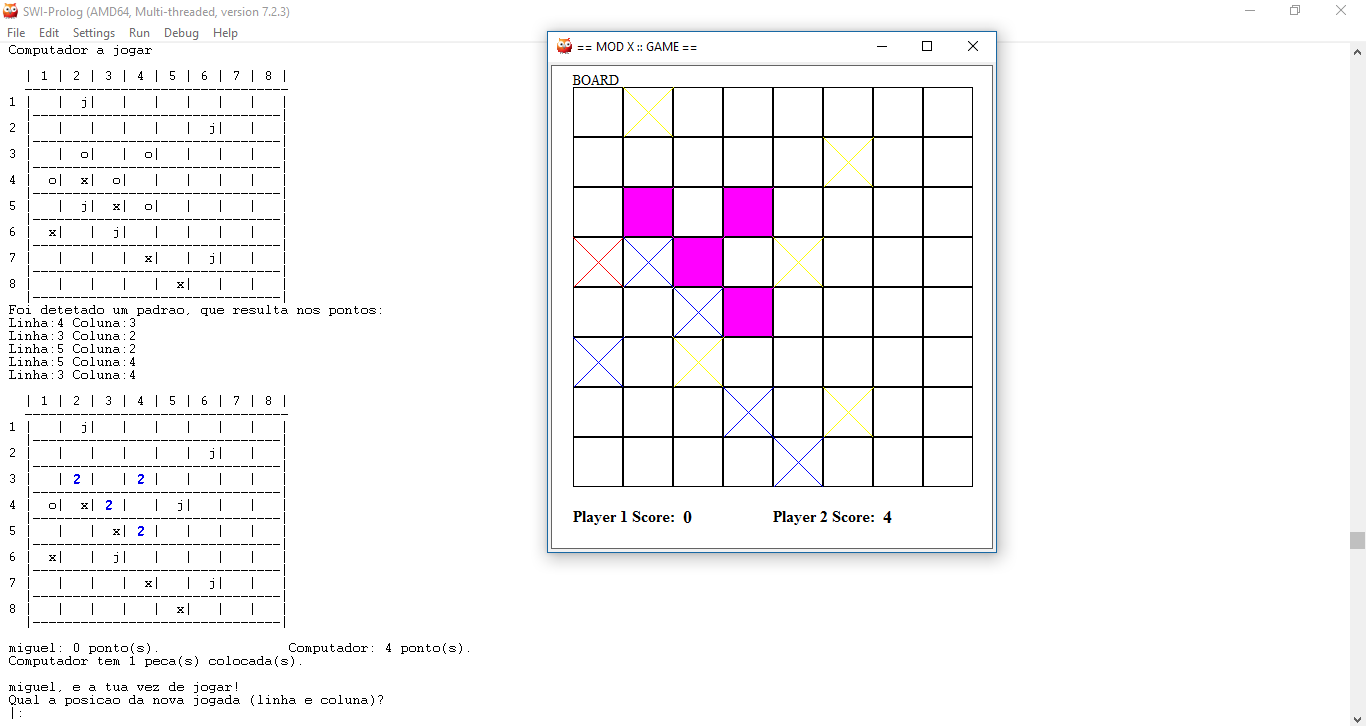 SWI-Prolog (AMD64, Multi-threaded, version 7.2.3)
File Edit Settings Run Debug Help
Computador a jogar
| 1 | 2 | 3 | 4 | 5 | 6 | 7 | 8 |
1 | | j| | | | | | |
2 | | | | | | j| | |
3 | | o| | o| | | | |
4 | o| x| o| | | | | |
5 | | j| x| o| | | | |
6 | x| | j| | | | | |
7 | | | | x| | j| | |
8 | | | | | x| | | |
Foi detetado um padrao, que resulta nos pontos:
Linha:4 Coluna:3
Linha:3 Coluna:2
Linha:5 Coluna:2
Linha:5 Coluna:4
Linha:3 Coluna:4
| 1 | 2 | 3 | 4 | 5 | 6 | 7 | 8 |
1 | | j| | | | | | |
2 | | | | | | j| | |
3 | | 2 | | 2 | | | | |
4 | o| x| 2 | | j| | | |
5 | | | x| 2 | | | | |
6 | x| | j| | | | | |
7 | | | | x| | j| | |
8 | | | | | x| | | |
miguel: 0 ponto(s). Computador: 4 ponto(s).
Computador tem 1 peca(s) colocada(s).
miguel, e a tua vez de jogar!
Qual a posicao da nova jogada (linha e coluna)?
|:
== MOD X :: GAME ==
BOARD
Player 1 Score: 0 Player 2 Score: 4